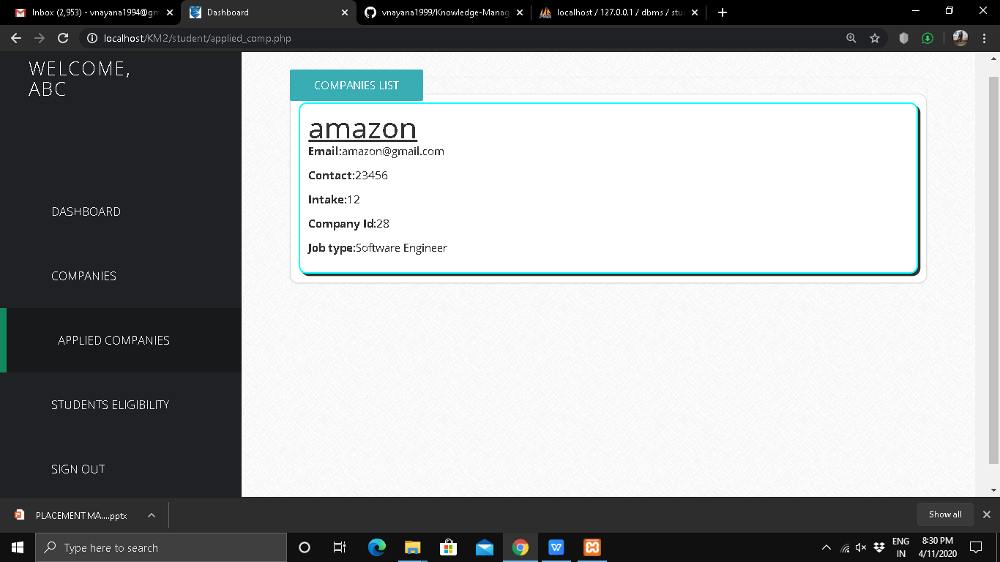 Inbox (2,953) - vnayana1994@gm
Dashboard
vnayana1999/Knowledge-Manag
localhost / 127.0.0.1 / dbms / stu
localhost/KM2/student/applied_comp.php
WELCOME,
ABC
DASHBOARD
COMPANIES
APPLIED COMPANIES
STUDENTS ELIGIBILITY
SIGN OUT
COMPANIES LIST
amazon
Email:amazon@gmail.com
Contact:23456
Intake:12
Company Id:28
Job type:Software Engineer
PLACEMENT MA....pptx
Show all
Type here to search
ENG
IN
8:30 PM
4/11/2020